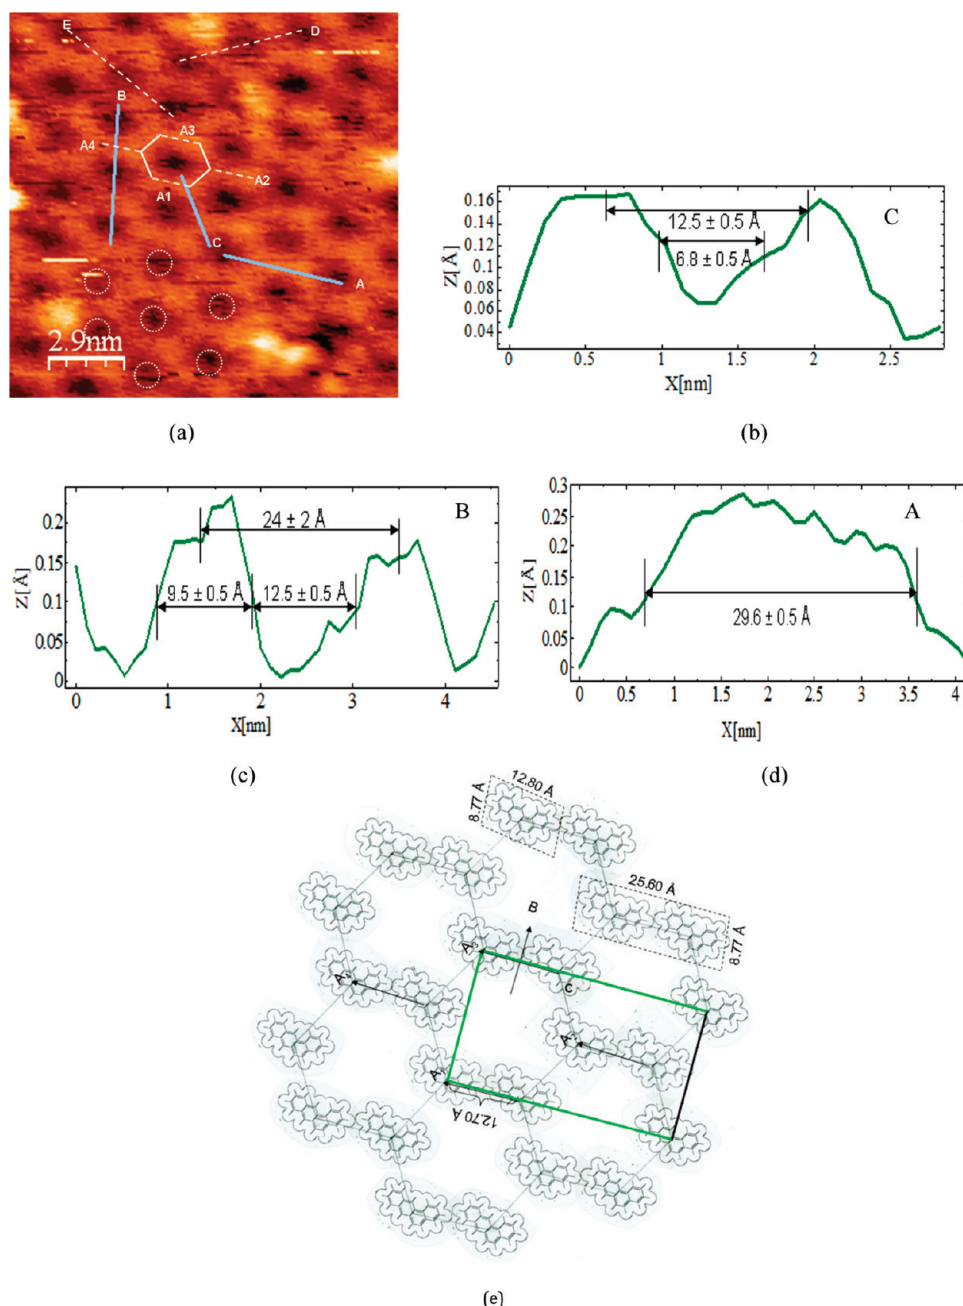 E
D
B
A3
A4
A2
A1
C
A
2.9nm
(a)
Z[Å]
0.16
0.12
0.1
0.08
0.06
0.04
C
12.5 ± 0.5 Å
6.8 ± 0.5 Å
0 0.5 1 1.5 2 2.5
X[nm]
(b)
Z[Å]
0.2
0.15
0.1
0.05
0
B
24 ± 2 Å
9.5 ± 0.5 Å 12.5 ± 0.5 Å
0 1 2 3 4
X[nm]
(c)
Z[Å]
0.3
0.25
0.2
0.15
0.1
0.05
0
A
29.6 ± 0.5 Å
0 0.5 1 1.5 2 2.5 3 3.5 4
X[nm]
(d)
12.80 Å
8.77 Å
25.60 Å
8.77 Å
B
C
12.70 Å
(e)